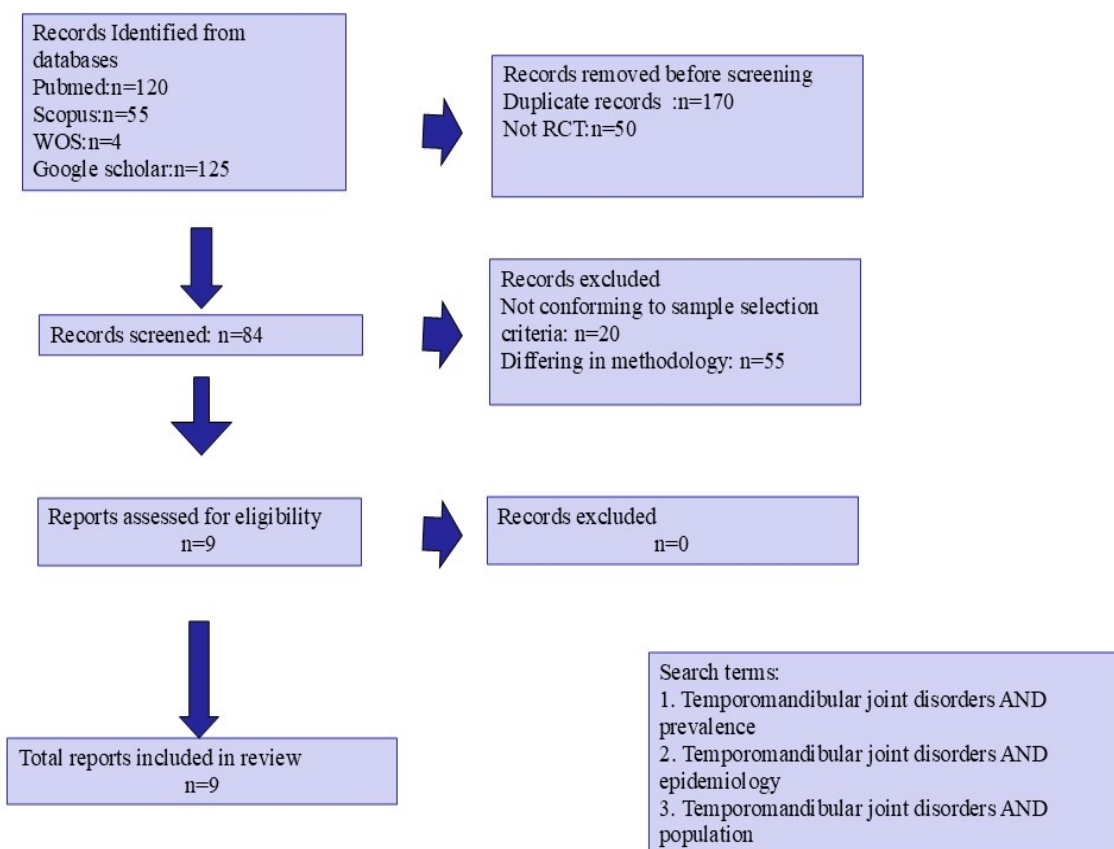 Records Identified from
databases
Pubmed:n=120
Scopus:n=55
WOS:n=4
Google scholar:n=125
Records removed before screening
Duplicate records :n=170
Not RCT:n=50
Records screened: n=84
Records excluded
Not conforming to sample selection
criteria: n=20
Differing in methodology: n=55
Reports assessed for eligibility
n=9
Records excluded
n=0
Total reports included in review
n=9
Search terms:
1. Temporomandibular joint disorders AND
prevalence
2. Temporomandibular joint disorders AND
epidemiology
3. Temporomandibular joint disorders AND
population